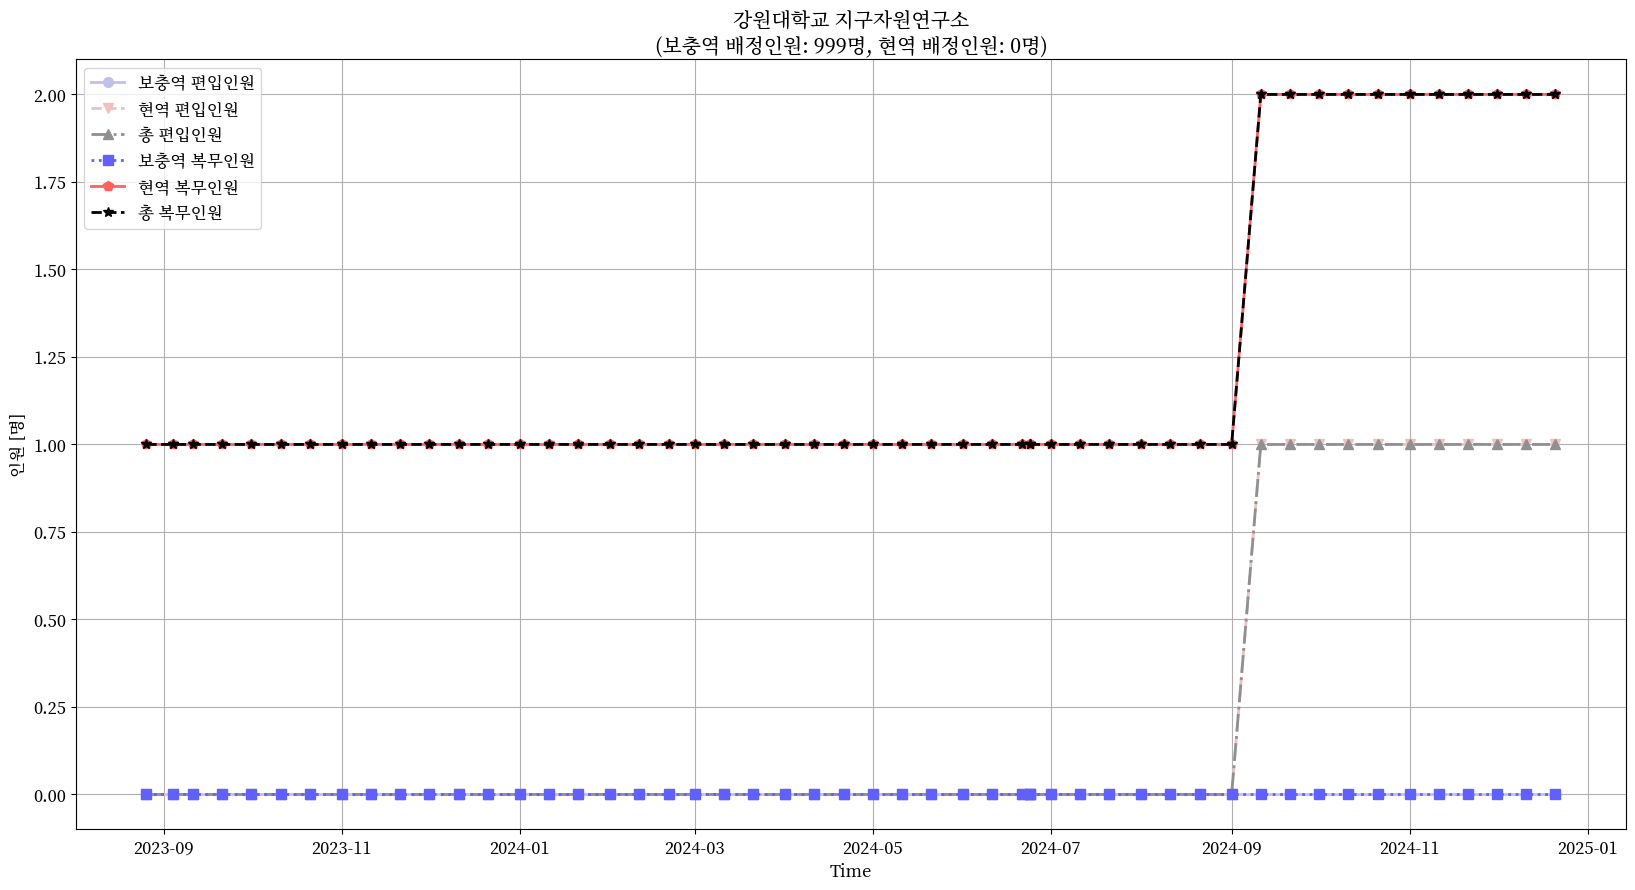 강원대학교 지구자원연구소
(보충역 배정인원: 999명, 현역 배정인원: 0명)
보충역 편입인원
현역 편입인원
총 편입인원
보충역 복무인원
현역 복무인원
총 복무인원
2.00
1.75
1.50
1.25
1.00
0.75
0.50
0.25
0.00
인원 [명]
2023-09 2023-11 2024-01 2024-03 2024-05 2024-07 2024-09 2024-11 2025-01
Time